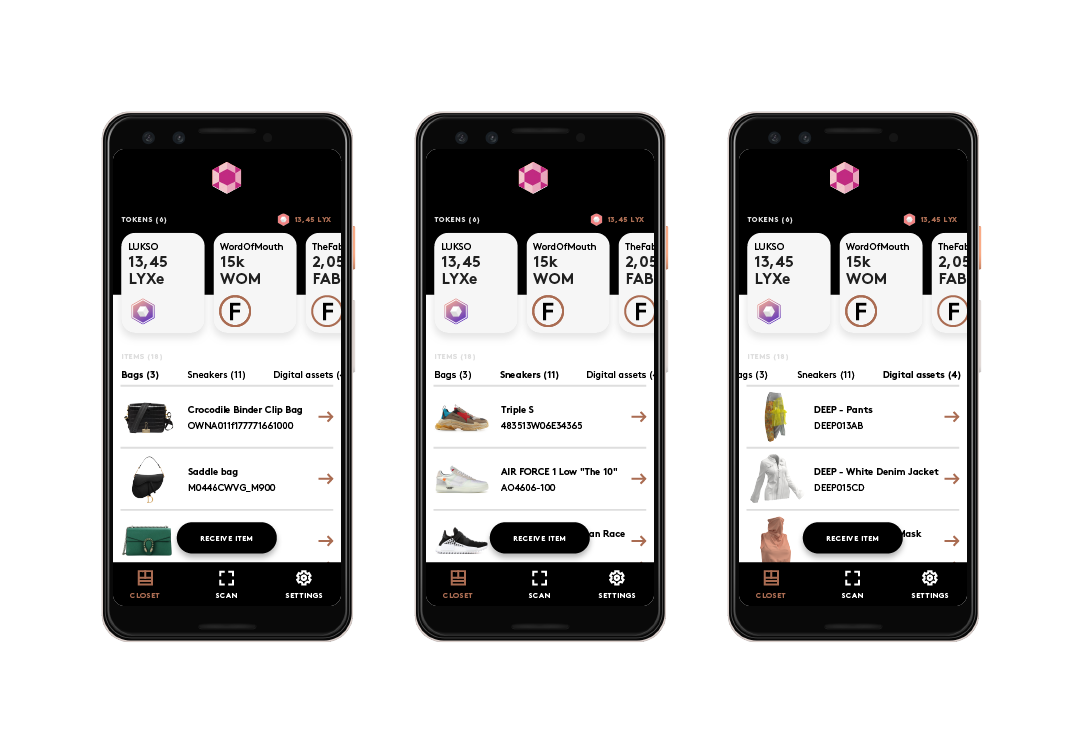 TOKENS (6)
13,45 LYX
LUKSO
13,45
LYXe
WordOfMouth
15k
WOM
F
TheFab
2,05
FAB
F
ITEMS (18)
Bags (3)
Sneakers (11)
Digital assets (4
Crocodile Binder Clip Bag
OWNA011f177771661000
Saddle bag
M0446CWVG_M900
RECEIVE ITEM
CLOSET
SCAN
SETTINGS
TOKENS (6)
13,45 LYX
LUKSO
13,45
LYXe
WordOfMouth
15k
WOM
F
TheFab
2,05
FAB
F
ITEMS (18)
Bags (3)
Sneakers (11)
Digital assets (4
Triple S
483513W06E34365
AIR FORCE 1 Low "The 10"
AO4606-100
an Race
RECEIVE ITEM
CLOSET
SCAN
SETTINGS
TOKENS (6)
13,45 LYX
LUKSO
13,45
LYXe
WordOfMouth
15k
WOM
F
TheFab
2,05
FAB
F
ITEMS (18)
ags (3)
Sneakers (11)
Digital assets (4)
DEEP - Pants
DEEP013AB
DEEP - White Denim Jacket
DEEP015CD
Mask
RECEIVE ITEM
CLOSET
SCAN
SETTINGS